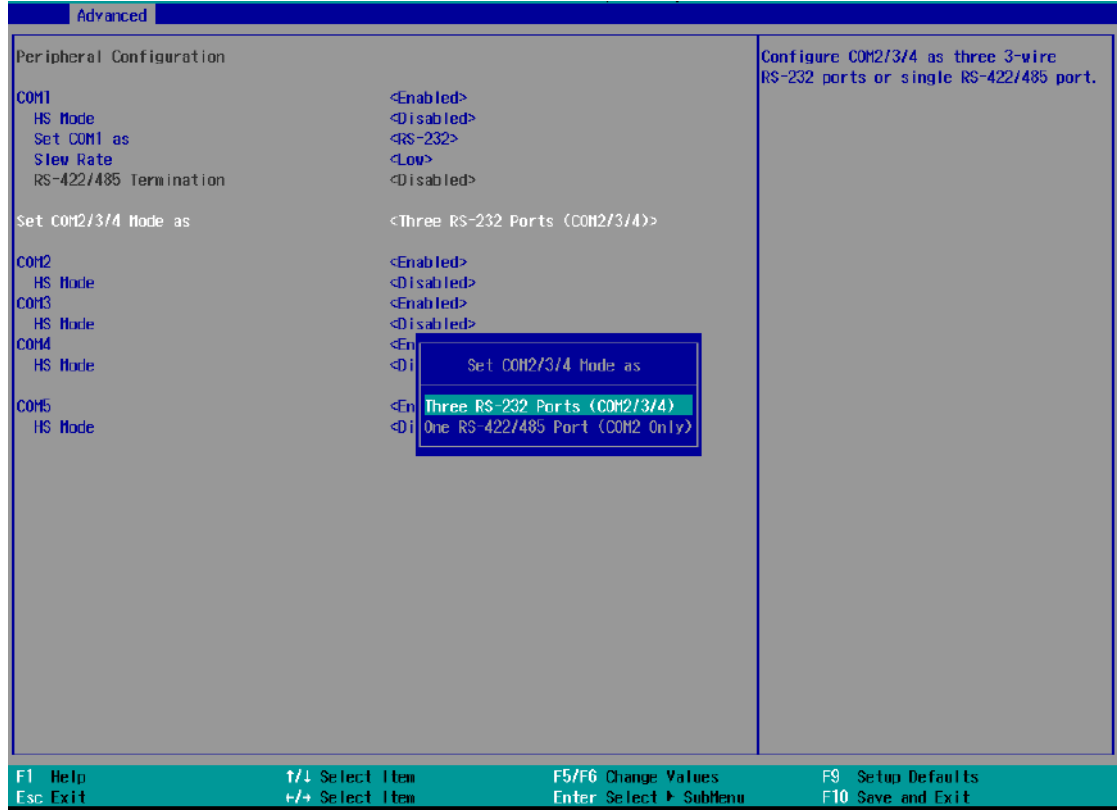 Advanced
Peripheral Configuration
Configure COM2/3/4 as three 3-wire
RS-232 ports or single RS-422/485 port.
COM1 <Enabled>
HS Mode <Disabled>
Set COM1 as <RS-232>
Slew Rate <Low>
RS-422/485 Termination <Disabled>
Set COM2/3/4 Mode as <Three RS-232 Ports (COM2/3/4)>
COM2 <Enabled>
HS Mode <Disabled>
COM3 <Enabled>
HS Mode <Disabled>
COM4 <En
HS Mode <Di
COM5 <En
HS Mode <Di
Set COM2/3/4 Mode as
Three RS-232 Ports (COM2/3/4)
One RS-422/485 Port (COM2 Only)
F1 Help ↑/↓ Select Item F5/F6 Change Values F9 Setup Defaults
Esc Exit ←/→ Select Item Enter Select ▶ SubMenu F10 Save and Exit